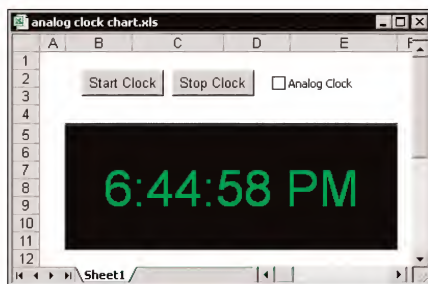 analog clock chart.xls
A B C D E F
1
2 Start Clock Stop Clock Analog Clock
3
4
5
6
7
8 6:44:58 PM
9
10
11
12
Sheet1